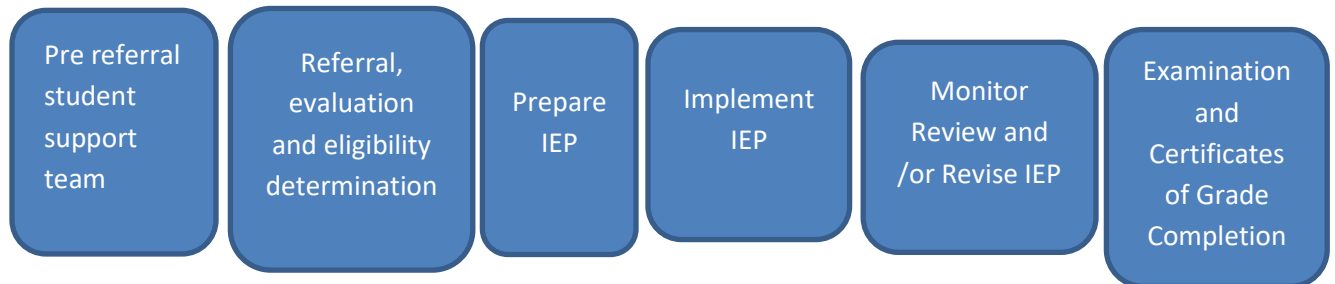 Pre referral
student
support
team
Referral,
evaluation
and eligibility
determination
Prepare
IEP
Implement
IEP
Monitor
Review and
/or Revise IEP
Examination
and
Certificates
of Grade
Completion